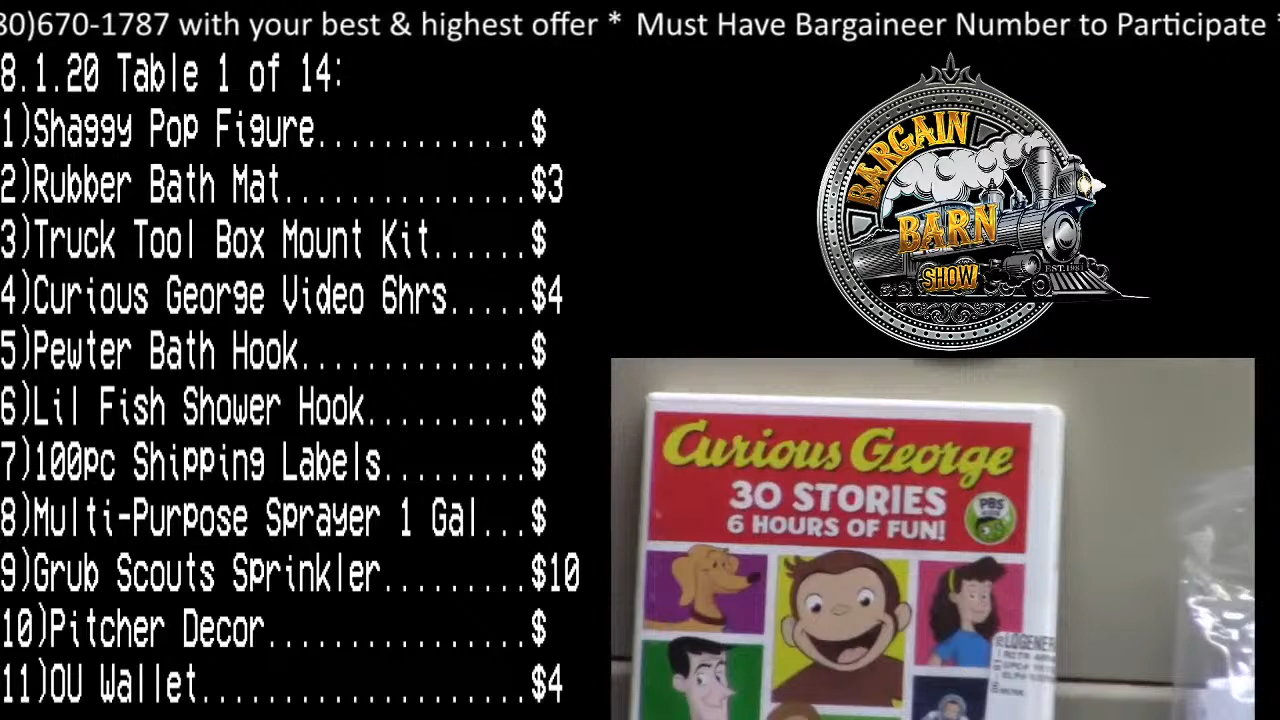 30)670-1787 with your best & highest offer * Must Have Bargaineer Number to Participate
8.1.20 Table 1 of 14:
1)Shaggy Pop Figure.............$
2)Rubber Bath Mat...............$3
3)Truck Tool Box Mount Kit......$
4)Curious George Video 6hrs.....$4
5)Pewter Bath Hook..............$
6)Lil Fish Shower Hook..........$
7)100pc Shipping Labels.........$
8)Multi-Purpose Sprayer 1 Gal...$
9)Grub Scouts Sprinkler.........$10
10)Pitcher Decor................$
11)OU Wallet....................$4
BARGAIN
BARN
SHOW
Curious George
30 STORIES
6 HOURS OF FUN!
PBS